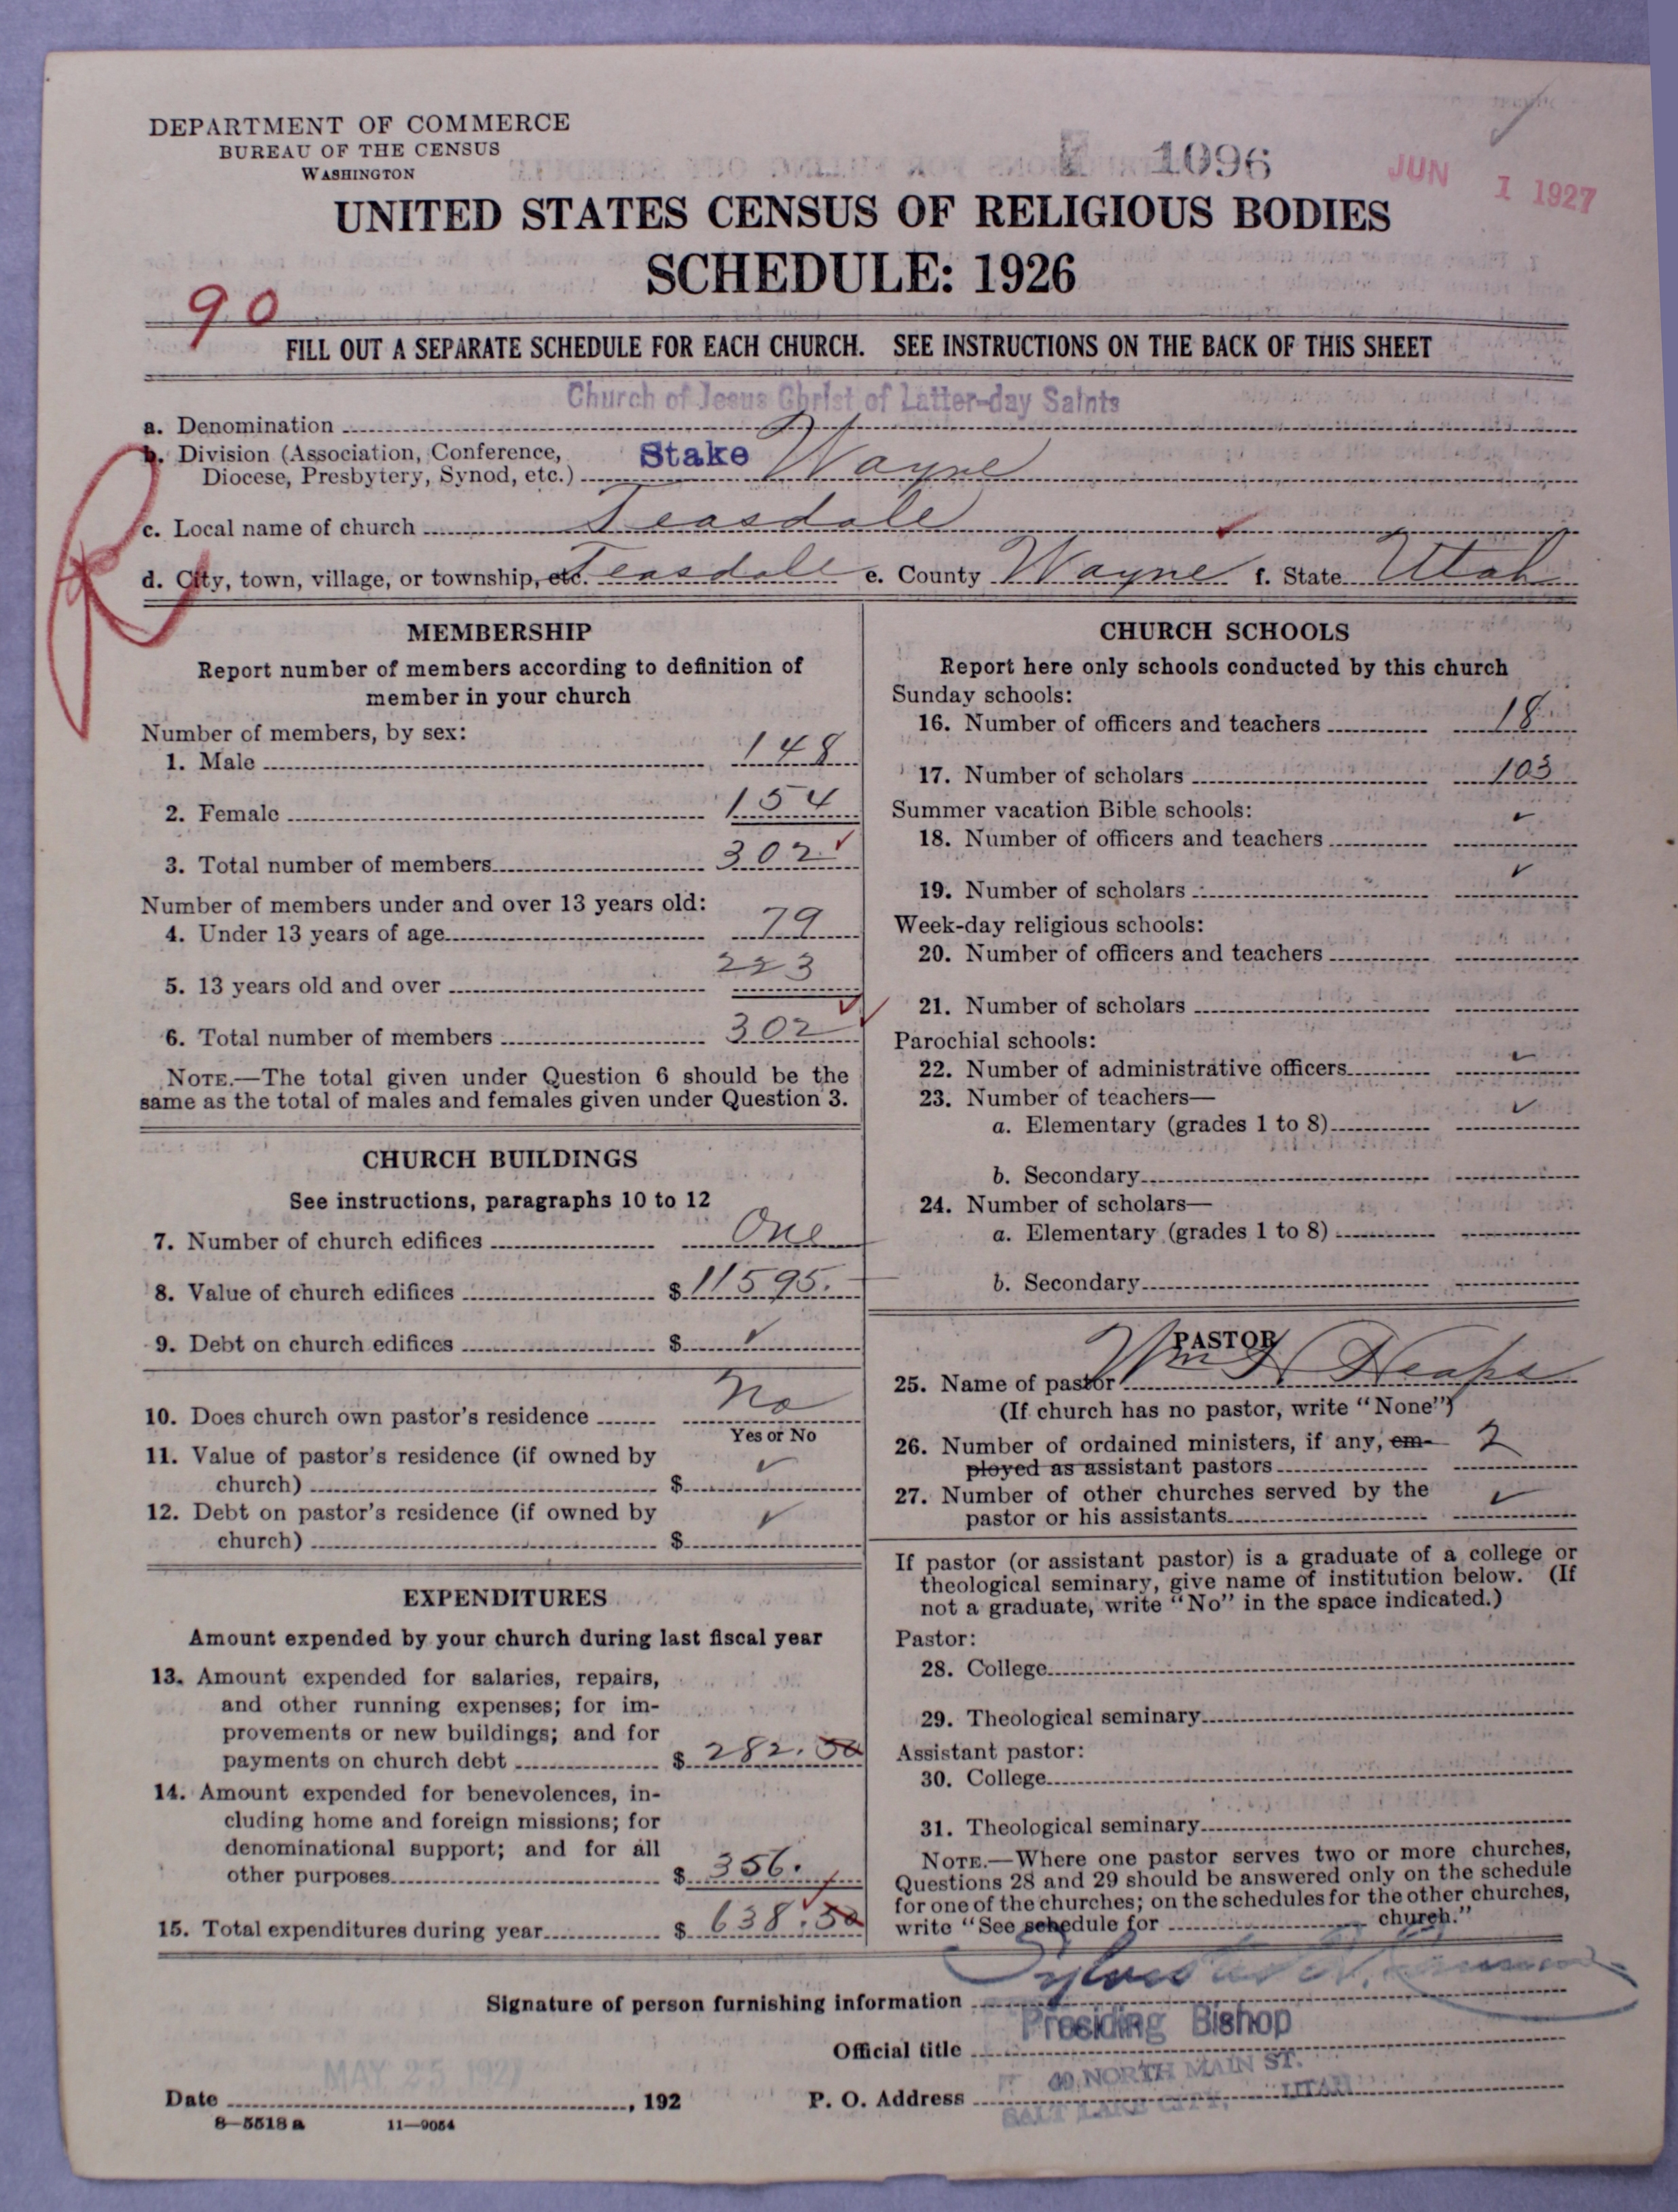 DEPARTMENT OF COMMERCE
BUREAU OF THE CENSUS
WASHINGTON
1096
JUN 1 1927
UNITED STATES CENSUS OF RELIGIOUS BODIES
SCHEDULE: 1926
90
FILL OUT A SEPARATE SCHEDULE FOR EACH CHURCH. SEE INSTRUCTIONS ON THE BACK OF THIS SHEET
Church of Jesus Christ of Latter-day Saints
a. Denomination
b. Division (Association, Conference,
Diocese, Presbytery, Synod, etc.) Stake Wayne
c. Local name of church Teasdale
d. City, town, village, or township, etc. Teasdale e. County Wayne f. State Utah
R
MEMBERSHIP
Report number of members according to definition of
member in your church
Number of members, by sex:
1. Male 148
2. Female 154
3. Total number of members 302
Number of members under and over 13 years old:
4. Under 13 years of age 79
5. 13 years old and over 223
6. Total number of members 302
NOTE.—The total given under Question 6 should be the
same as the total of males and females given under Question 3.
CHURCH BUILDINGS
See instructions, paragraphs 10 to 12
7. Number of church edifices One
8. Value of church edifices $ 11595.
9. Debt on church edifices $ ✓
10. Does church own pastor's residence No
Yes or No
11. Value of pastor's residence (if owned by
church) $ ✓
12. Debt on pastor's residence (if owned by
church) $ ✓
EXPENDITURES
Amount expended by your church during last fiscal year
13. Amount expended for salaries, repairs,
and other running expenses; for im-
provements or new buildings; and for
payments on church debt $ 282.50
14. Amount expended for benevolences, in-
cluding home and foreign missions; for
denominational support; and for all
other purposes $ 356.
15. Total expenditures during year $ 638.50
CHURCH SCHOOLS
Report here only schools conducted by this church
Sunday schools:
16. Number of officers and teachers 18
17. Number of scholars 103
Summer vacation Bible schools:
18. Number of officers and teachers ✓
19. Number of scholars ✓
Week-day religious schools:
20. Number of officers and teachers
21. Number of scholars
Parochial schools:
22. Number of administrative officers ✓
23. Number of teachers—
a. Elementary (grades 1 to 8) ✓
b. Secondary
24. Number of scholars—
a. Elementary (grades 1 to 8)
b. Secondary
PASTOR
25. Name of pastor Wm H Heaps
(If church has no pastor, write "None")
26. Number of ordained ministers, if any, em-
ployed as assistant pastors 2
27. Number of other churches served by the
pastor or his assistants ✓
If pastor (or assistant pastor) is a graduate of a college or
theological seminary, give name of institution below. (If
not a graduate, write "No" in the space indicated.)
Pastor:
28. College
29. Theological seminary
Assistant pastor:
30. College
31. Theological seminary
NOTE.—Where one pastor serves two or more churches,
Questions 28 and 29 should be answered only on the schedule
for one of the churches; on the schedules for the other churches,
write "See schedule for church."
Signature of person furnishing information
Official title Presiding Bishop
Date MAY 25 1927, 192
P. O. Address 40 NORTH MAIN ST.
SALT LAKE CITY, UTAH
8—5518 a 11—9054